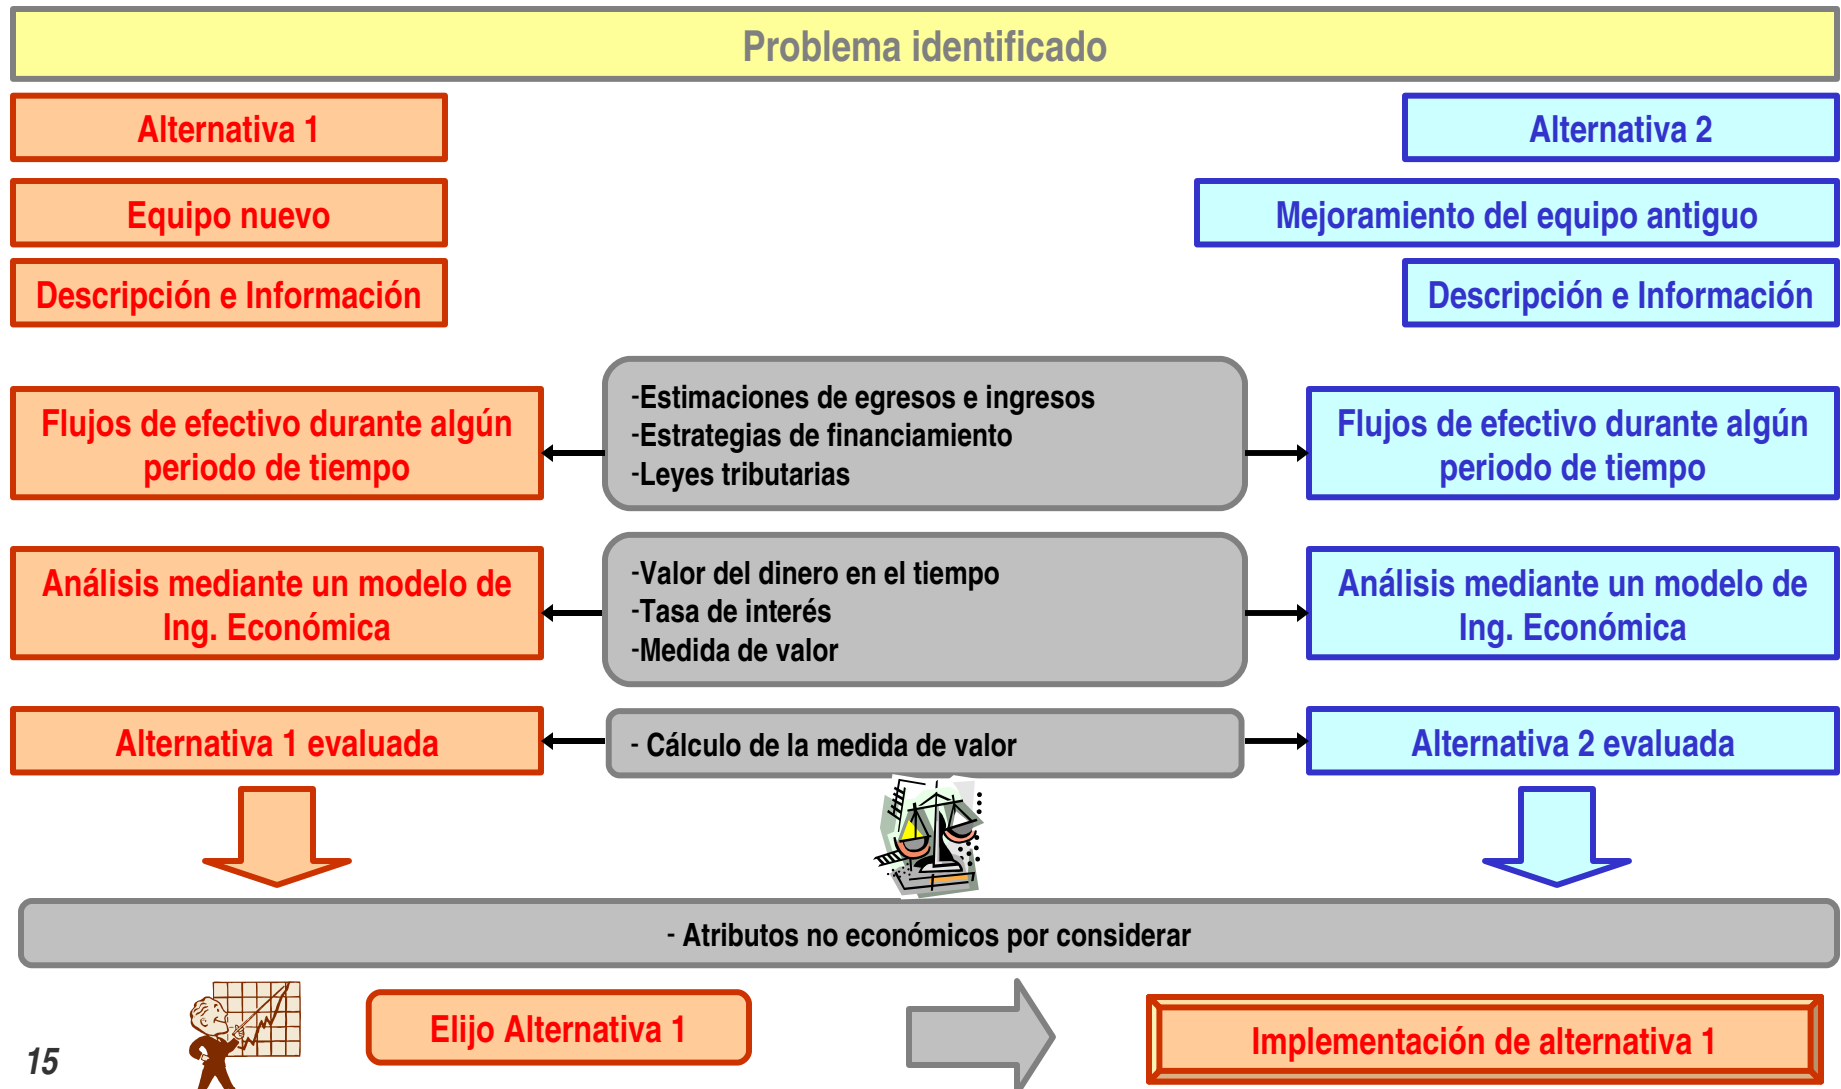 Problema identificado
Alternativa 1
Alternativa 2
Equipo nuevo
Mejoramiento del equipo antiguo
Descripción e Información
Descripción e Información
Flujos de efectivo durante algún
periodo de tiempo
-Estimaciones de egresos e ingresos
-Estrategias de financiamiento
-Leyes tributarias
Flujos de efectivo durante algún
periodo de tiempo
Análisis mediante un modelo de
Ing. Económica
-Valor del dinero en el tiempo
-Tasa de interés
-Medida de valor
Análisis mediante un modelo de
Ing. Económica
Alternativa 1 evaluada
- Cálculo de la medida de valor
Alternativa 2 evaluada
- Atributos no económicos por considerar
Elijo Alternativa 1
Implementación de alternativa 1
15